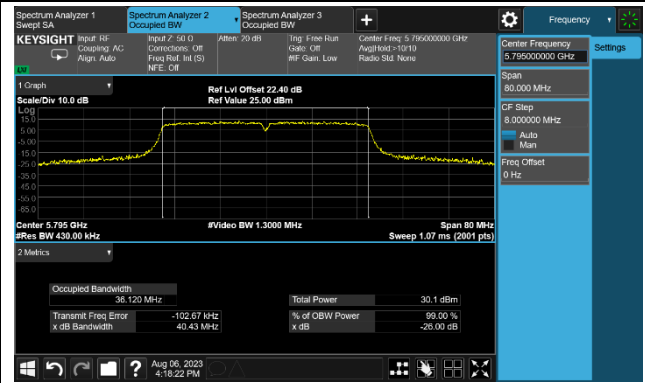 Spectrum Analyzer 1
Swept SA
Spectrum Analyzer 2
Occupied BW
Spectrum Analyzer 3
Occupied BW
Frequency
KEYSIGHT
Input: RF
Coupling: AC
Align: Auto
Input Z: 50 Ω
Corrections: Off
Freq Ref: Int (S)
NFE: Off
Atten: 20 dB
Trig: Free Run
Gate: Off
#IF Gain: Low
Center Freq: 5.795000000 GHz
Avg|Hold:>10/10
Radio Std: None
LXI
Center Frequency
5.795000000 GHz
Settings
Span
80.000 MHz
CF Step
8.000000 MHz
Auto
Man
Freq Offset
0 Hz
1 Graph
Scale/Div 10.0 dB
Ref Lvl Offset 22.40 dB
Ref Value 25.00 dBm
Log
15.0
5.00
-5.00
-15.0
-25.0
-35.0
-45.0
-55.0
-65.0
Center 5.795 GHz
#Res BW 430.00 kHz
#Video BW 1.3000 MHz
Span 80 MHz
Sweep 1.07 ms (2001 pts)
2 Metrics
Occupied Bandwidth
36.120 MHz
Total Power 30.1 dBm
Transmit Freq Error -102.67 kHz
% of OBW Power 99.00 %
x dB Bandwidth 40.43 MHz
x dB -26.00 dB
?
Aug 06, 2023
4:18:22 PM